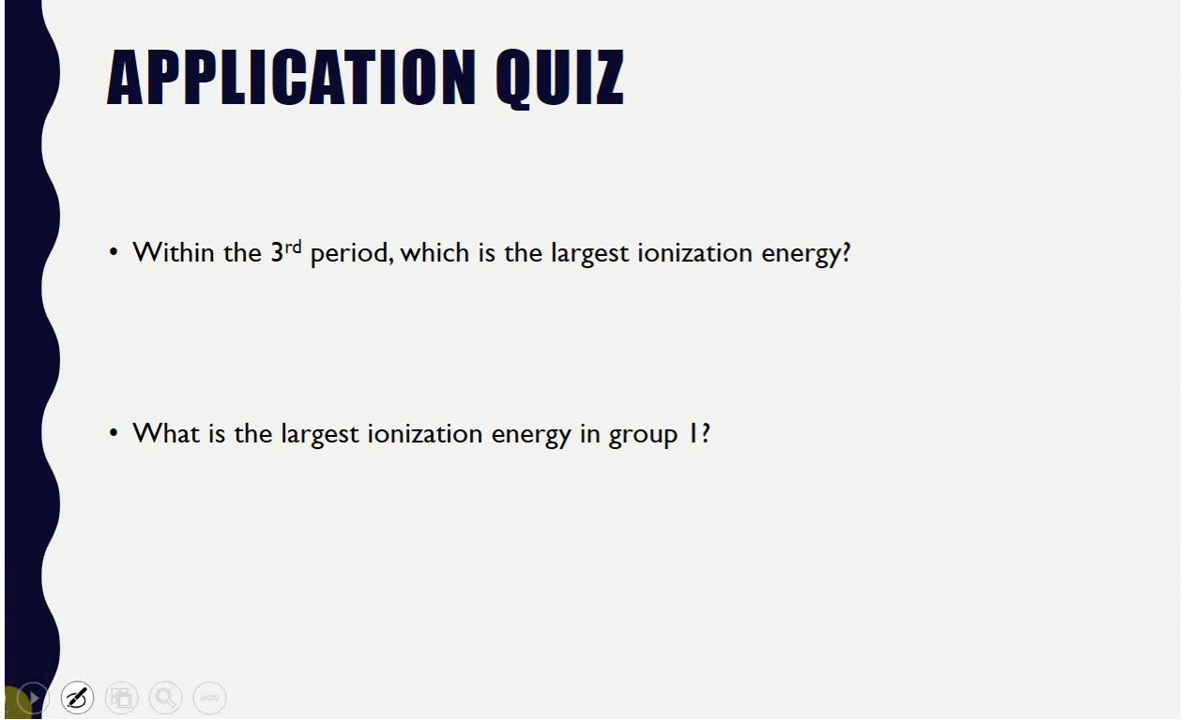 APPLICATION QUIZ
• Within the 3rd period, which is the largest ionization energy?
• What is the largest ionization energy in group 1?